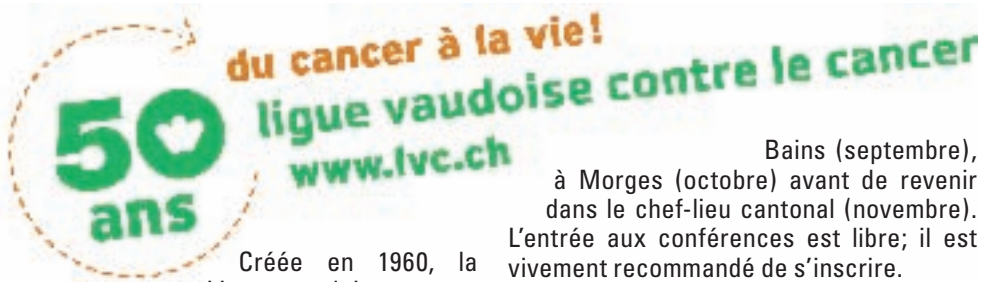 du cancer à la vie!
50
ans
ligue vaudoise contre le cancer
www.lvc.ch
Créée en 1960, la
Bains (septembre),
à Morges (octobre) avant de revenir
dans le chef-lieu cantonal (novembre).
L'entrée aux conférences est libre; il est
vivement recommandé de s'inscrire.